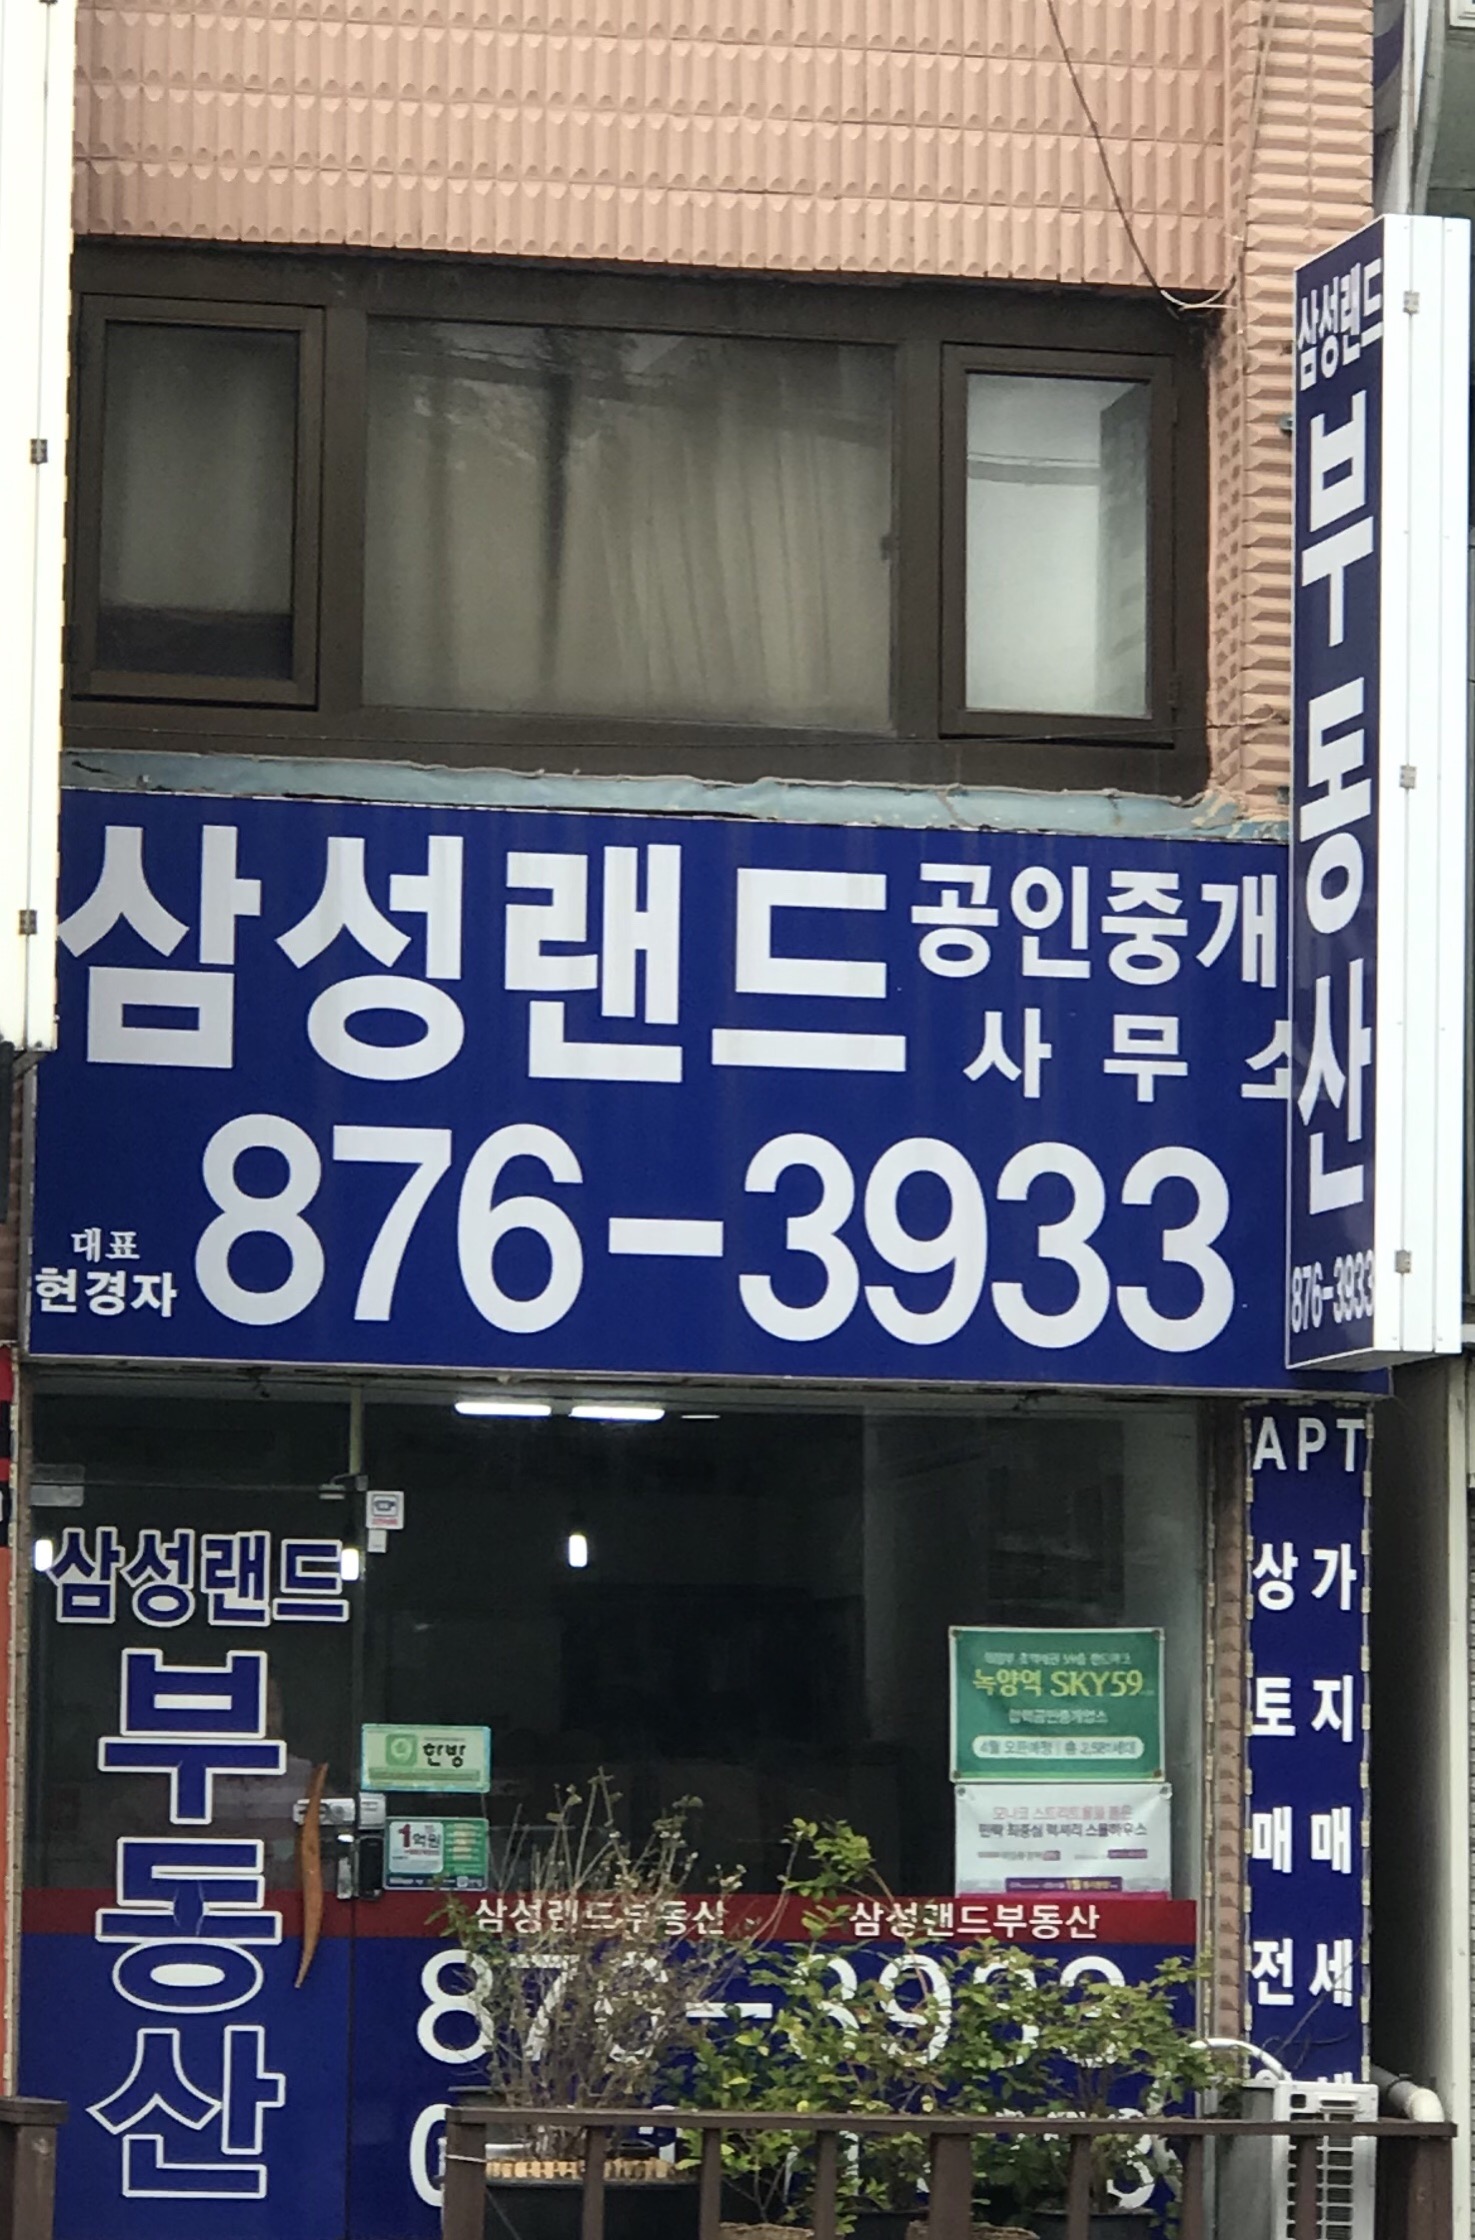 삼성랜드
부동산
876-3933
삼성랜드 공인중개
사무소
876-3933
대표
현경자
APT
상가
토지
매매
전세
삼성랜드
부동산
녹양역 SKY59
한방
1억원
삼성랜드부동산
삼성랜드부동산